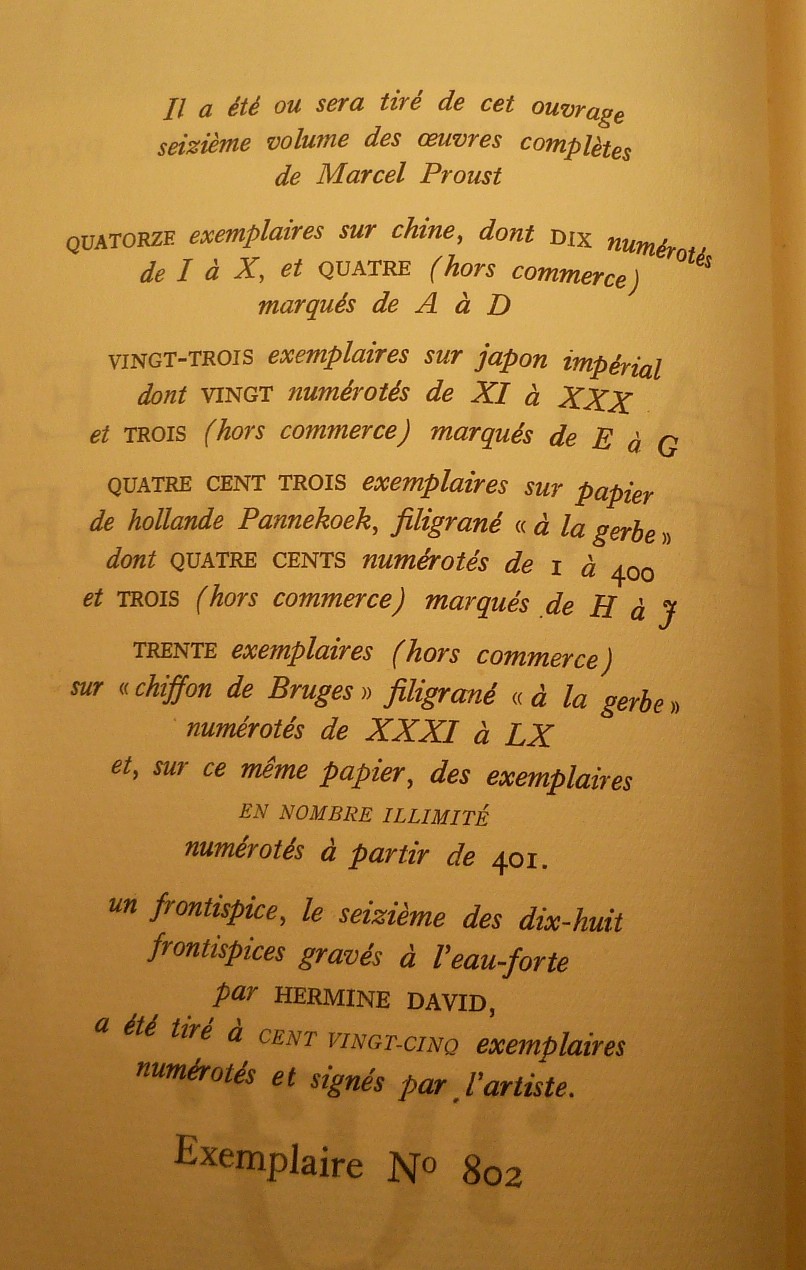 Il a été ou sera tiré de cet ouvrage
seizième volume des œuvres complètes
de Marcel Proust
QUATORZE exemplaires sur chine, dont DIX numérotés
de I à X, et QUATRE (hors commerce)
marqués de A à D
VINGT-TROIS exemplaires sur japon impérial
dont VINGT numérotés de XI à XXX
et TROIS (hors commerce) marqués de E à G
QUATRE CENT TROIS exemplaires sur papier
de hollande Pannekoek, filigrané « à la gerbe »
dont QUATRE CENTS numérotés de 1 à 400
et TROIS (hors commerce) marqués de H à J
TRENTE exemplaires (hors commerce)
sur « chiffon de Bruges » filigrané « à la gerbe »
numérotés de XXXI à LX
et, sur ce même papier, des exemplaires
EN NOMBRE ILLIMITÉ
numérotés à partir de 401.
un frontispice, le seizième des dix-huit
frontispices gravés à l'eau-forte
par HERMINE DAVID,
a été tiré à CENT VINGT-CINQ exemplaires
numérotés et signés par l'artiste.
Exemplaire Nº 802